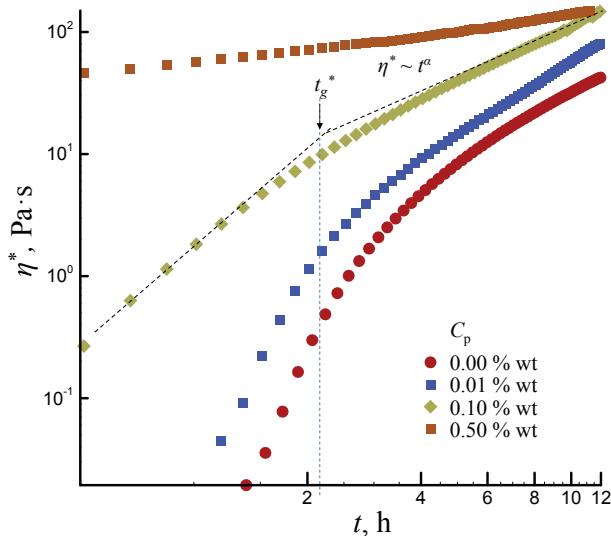 10²
η* ~ tᵅ
t_g*
10¹
η*, Pa·s
10⁰
C_p
0.00 % wt
0.01 % wt
0.10 % wt
0.50 % wt
10⁻¹
2 4 6 8 10 12
t, h